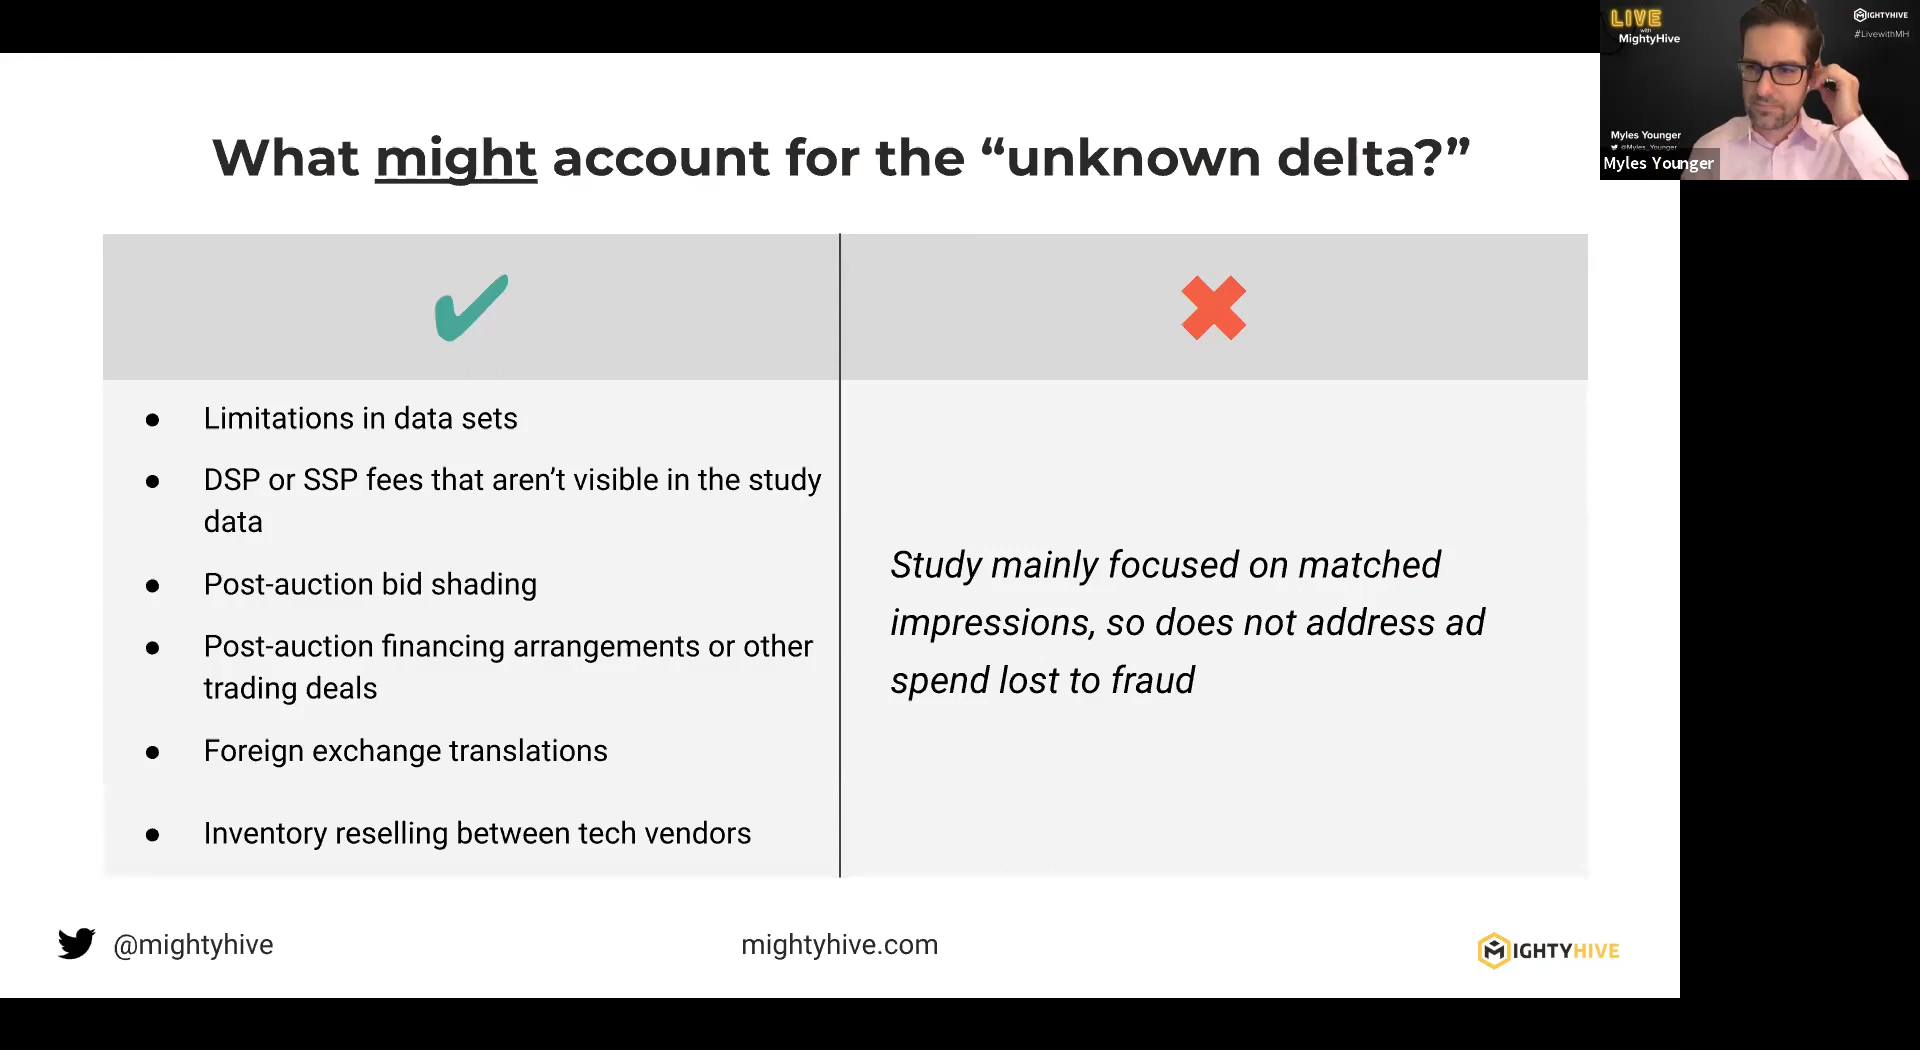 What might account for the “unknown delta?”
● Limitations in data sets
● DSP or SSP fees that aren’t visible in the study
data
● Post-auction bid shading
● Post-auction financing arrangements or other
trading deals
● Foreign exchange translations
● Inventory reselling between tech vendors
Study mainly focused on matched
impressions, so does not address ad
spend lost to fraud
@mightyhive
mightyhive.com
MIGHTYHIVE
LIVE
with
MightyHive
MIGHTYHIVE
#LivewithMH
Myles Younger
@Myles_Younger
Myles Younger